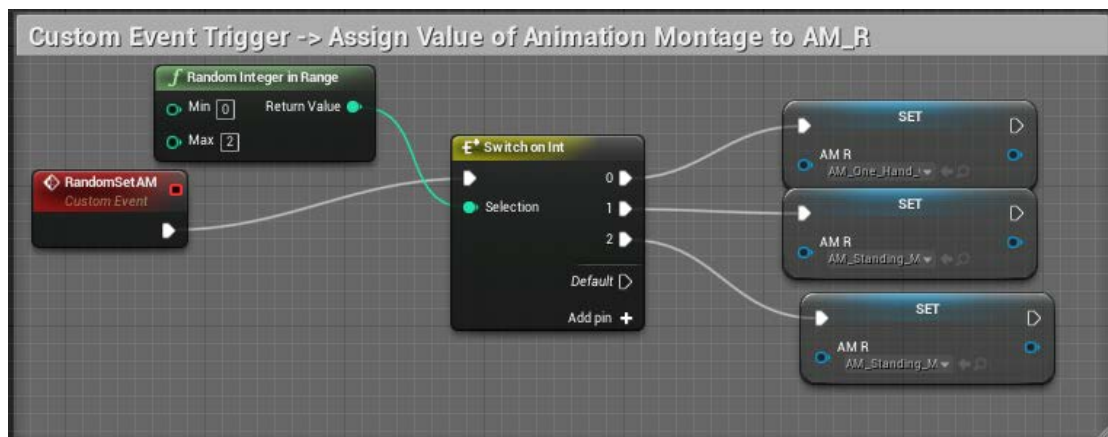 Custom Event Trigger -> Assign Value of Animation Montage to AM_R
f Random Integer in Range
Min 0 Return Value
Max 2
RandomSetAM
Custom Event
Switch on Int
0
Selection 1
2
Default
Add pin +
SET
AM R
AM_One_Hand_
SET
AM R
AM_Standing_M
SET
AM R
AM_Standing_M